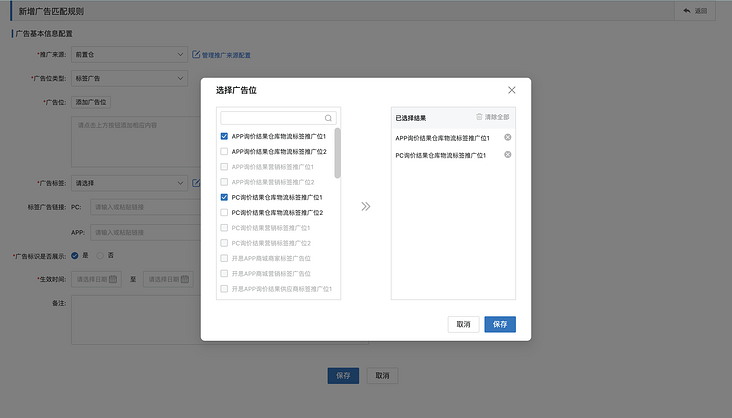 新增广告匹配规则
返回
广告基本信息配置
*推广来源: 前置仓 管理推广来源配置
*广告位类型: 标签广告
*广告位: 添加广告位
请点击上方按钮添加相应内容
*广告标签: 请选择
标签广告链接: PC: 请输入或粘贴链接
APP: 请输入或粘贴链接
*广告标识是否展示: 是 否
*生效时间: 请选择日期 至 请选择日期
备注:
保存 取消
选择广告位
APP询价结果仓库物流标签推广位1
APP询价结果仓库物流标签推广位2
APP询价结果营销标签推广位1
APP询价结果营销标签推广位2
PC询价结果仓库物流标签推广位1
PC询价结果仓库物流标签推广位2
PC询价结果营销标签推广位1
PC询价结果营销标签推广位2
开思APP商城商家标签广告位
开思APP商城营销标签广告位
开思APP询价结果供应商标签推广位1
已选择结果 清除全部
APP询价结果仓库物流标签推广位1
PC询价结果仓库物流标签推广位1
取消 保存